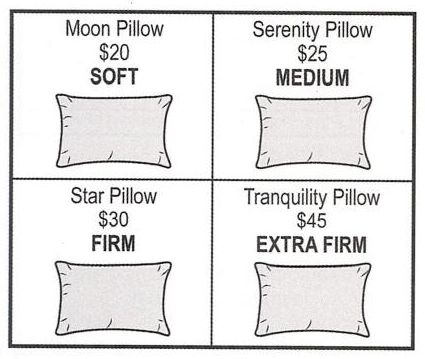 Moon Pillow
$20
SOFT
Serenity Pillow
$25
MEDIUM
Star Pillow
$30
FIRM
Tranquility Pillow
$45
EXTRA FIRM